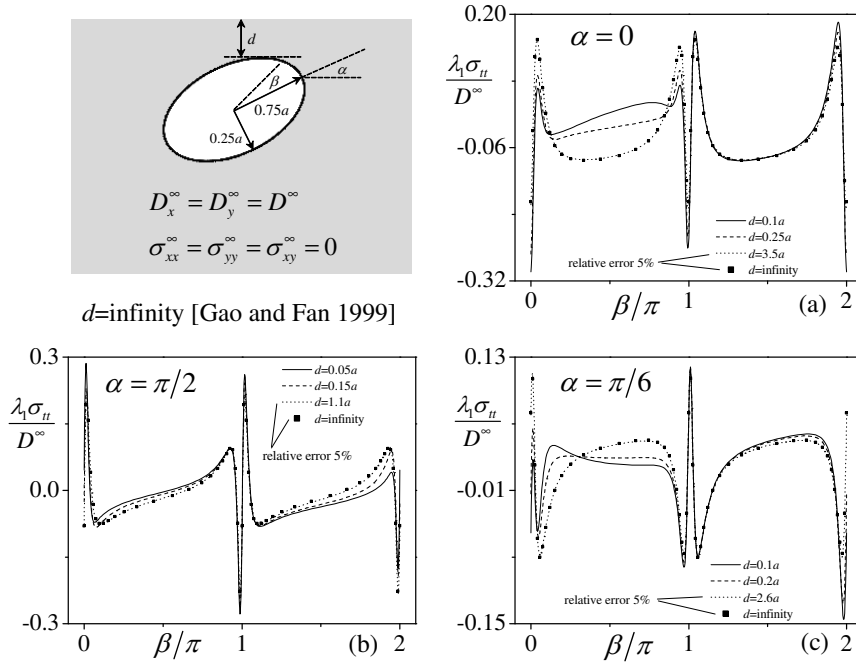 d
β
α
0.75a
0.25a
D_x^∞ = D_y^∞ = D^∞
σ_xx^∞ = σ_yy^∞ = σ_xy^∞ = 0
d=infinity [Gao and Fan 1999]
0.20
α = 0
λ₁σ_tt / D^∞
-0.06
d=0.1a
d=0.25a
d=3.5a
d=infinity
relative error 5%
-0.32
0 1 2
β/π
(a)
0.3
α = π/2
d=0.05a
d=0.15a
d=1.1a
d=infinity
relative error 5%
λ₁σ_tt / D^∞
0.0
-0.3
0 1 2
β/π
(b)
0.13
α = π/6
λ₁σ_tt / D^∞
-0.01
d=0.1a
d=0.2a
d=2.6a
d=infinity
relative error 5%
-0.15
0 1 2
β/π
(c)